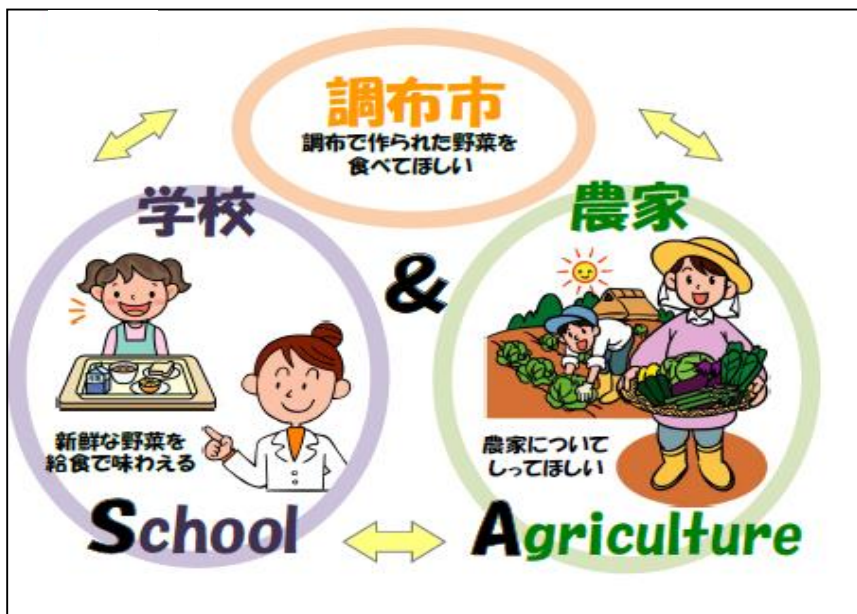 調布市
調布で作られた野菜を
食べてほしい
学校
農家
&
新鮮な野菜を
給食で味わえる
農家について
しってほしい
School
Agriculture